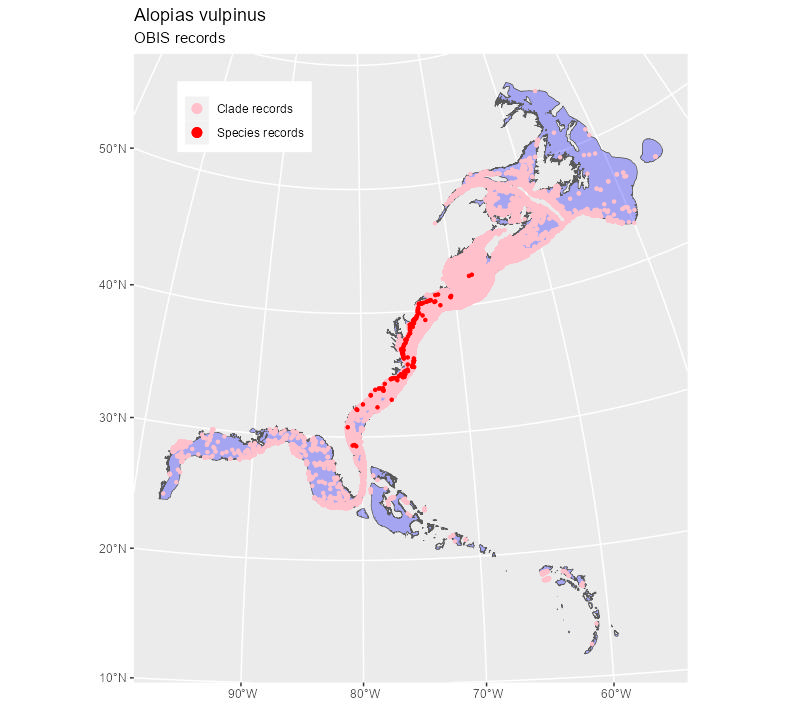 Alopias vulpinus
OBIS records
Clade records
Species records
50°N
40°N
30°N
20°N
10°N
90°W
80°W
70°W
60°W